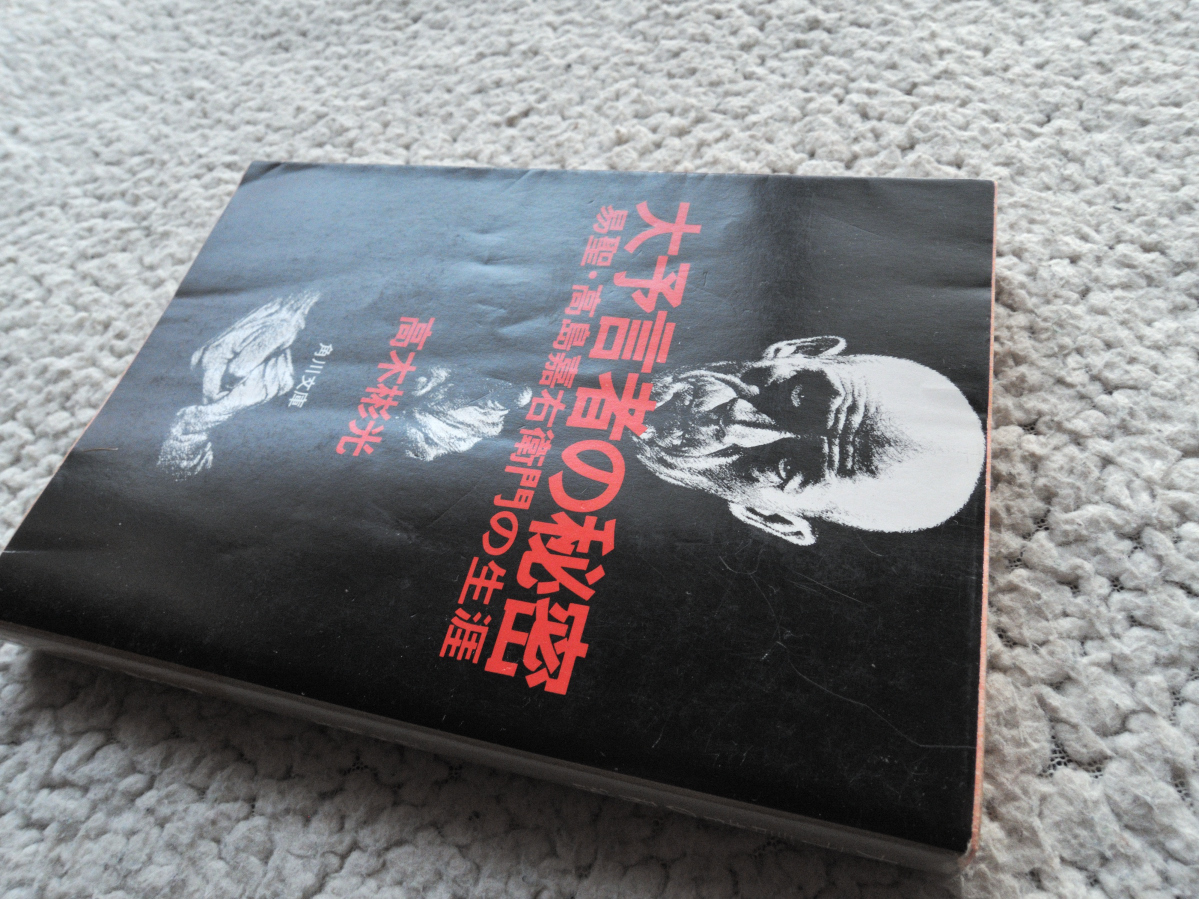 大予言者の秘密
易聖・高島嘉右衛門の生涯
高木彬光
角川文庫